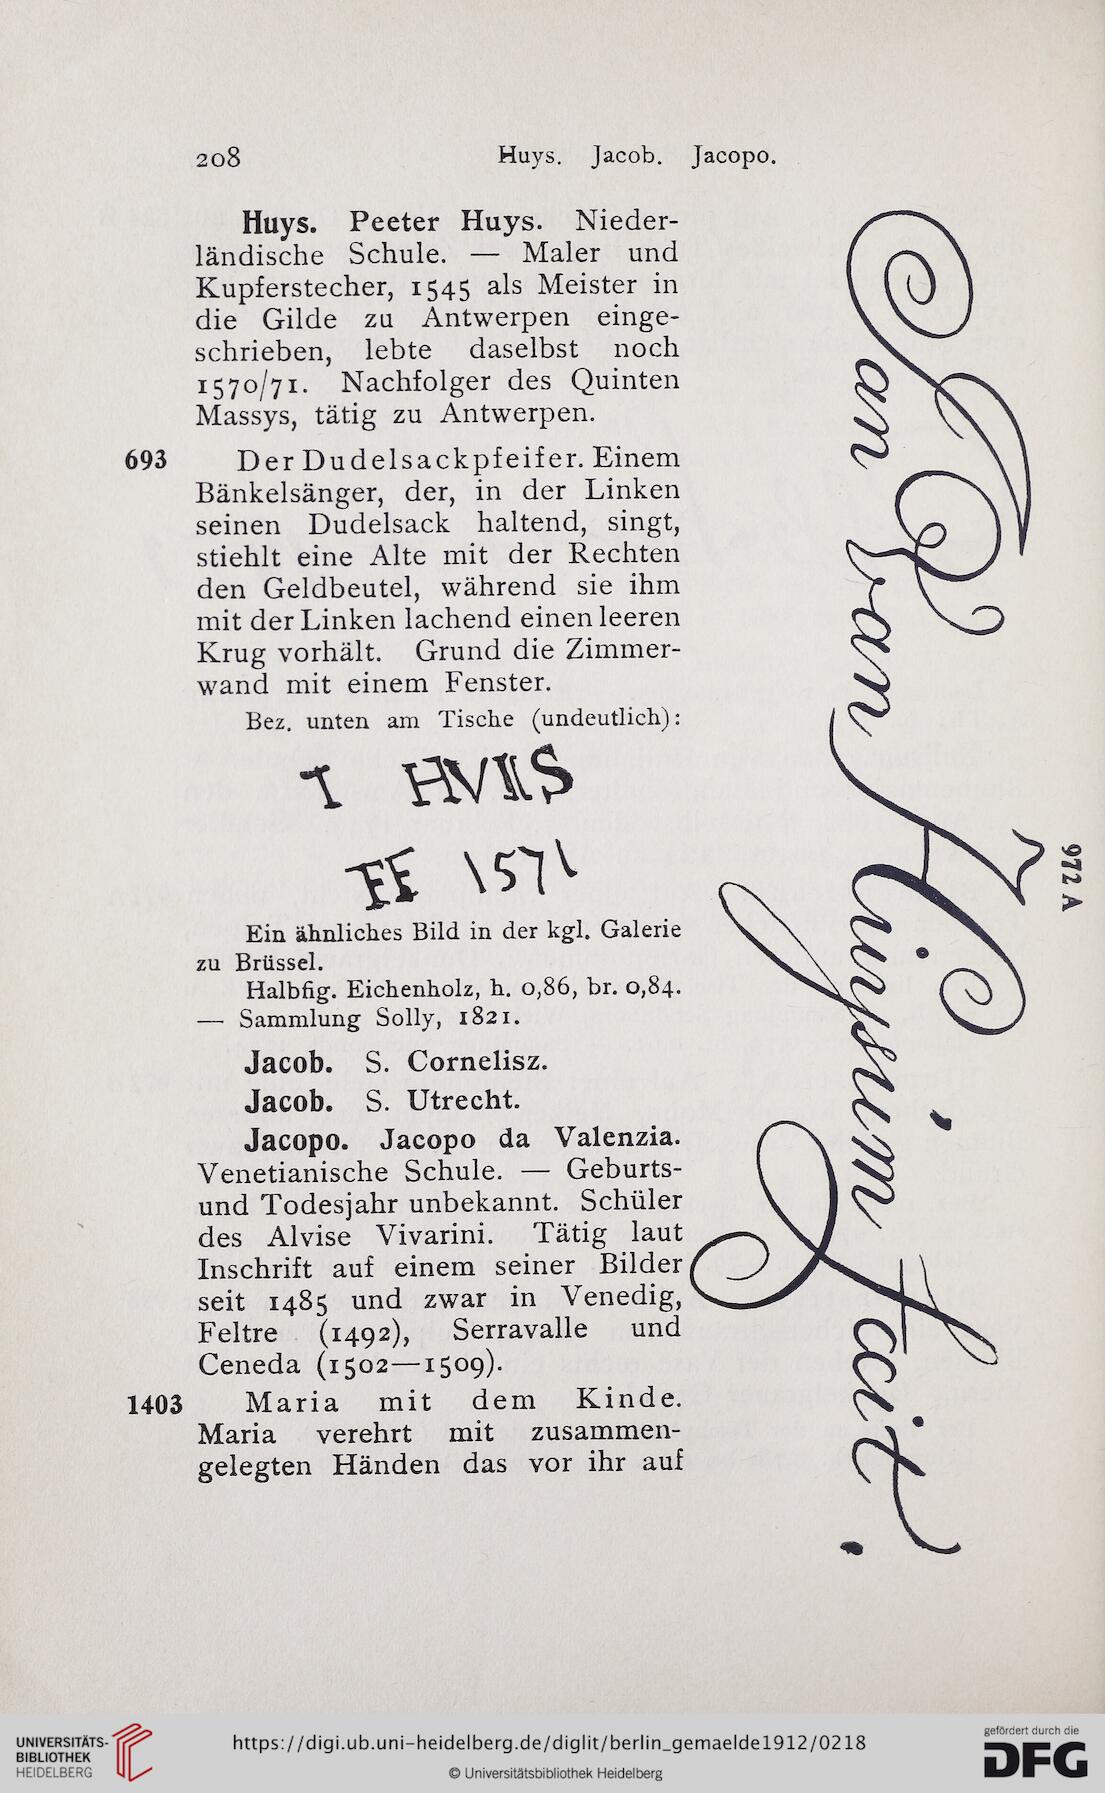 208
Huys. Jacob. Jacopo.
Huys. Peeter Huys. Nieder-
ländische Schule. — Maler und
Kupferstecher, 1545 als Meister in
die Gilde zu Antwerpen einge-
schrieben, lebte daselbst noch
1570/71. Nachfolger des Quinten
Massys, tätig zu Antwerpen.
693 Der Dudelsackpfeifer. Einem
Bänkelsänger, der, in der Linken
seinen Dudelsack haltend, singt,
stiehlt eine Alte mit der Rechten
den Geldbeutel, während sie ihm
mit der Linken lachend einen leeren
Krug vorhält. Grund die Zimmer-
wand mit einem Fenster.
Bez. unten am Tische (undeutlich):
I HVIIS
FE 1571
Ein ähnliches Bild in der kgl. Galerie
zu Brüssel.
Halbfig. Eichenholz, h. 0,86, br. 0,84.
— Sammlung Solly, 1821.
Jacob. S. Cornelisz.
Jacob. S. Utrecht.
Jacopo. Jacopo da Valenzia.
Venetianische Schule. — Geburts-
und Todesjahr unbekannt. Schüler
des Alvise Vivarini. Tätig laut
Inschrift auf einem seiner Bilder
seit 1485 und zwar in Venedig,
Feltre (1492), Serravalle und
Ceneda (1502—1509).
1403 Maria mit dem Kinde.
Maria verehrt mit zusammen-
gelegten Händen das vor ihr auf
Jan Van Huijsum fecit.
972 A
UNIVERSITÄTS-
BIBLIOTHEK
HEIDELBERG
https://digi.ub.uni-heidelberg.de/diglit/berlin_gemaelde1912/0218
© Universitätsbibliothek Heidelberg
gefördert durch die
DFG